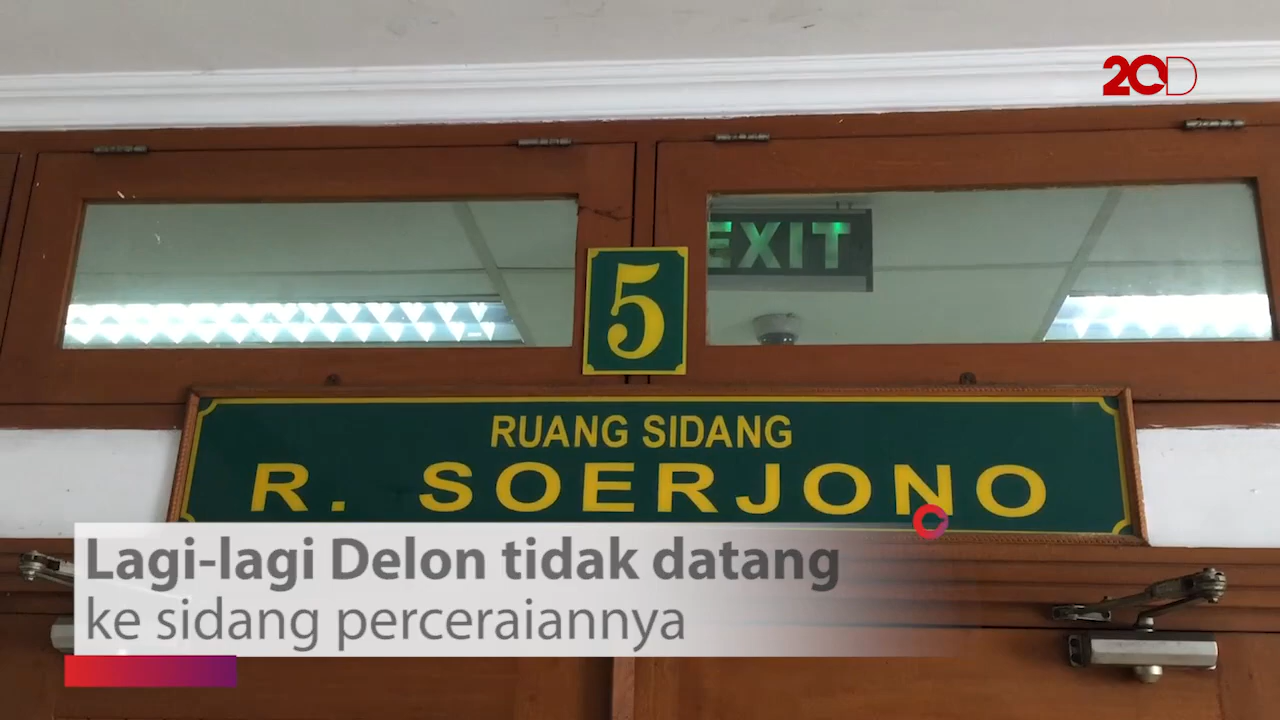 20D
EXIT
5
RUANG SIDANG
R. SOERJONO
Lagi-lagi Delon tidak datang
ke sidang perceraiannya